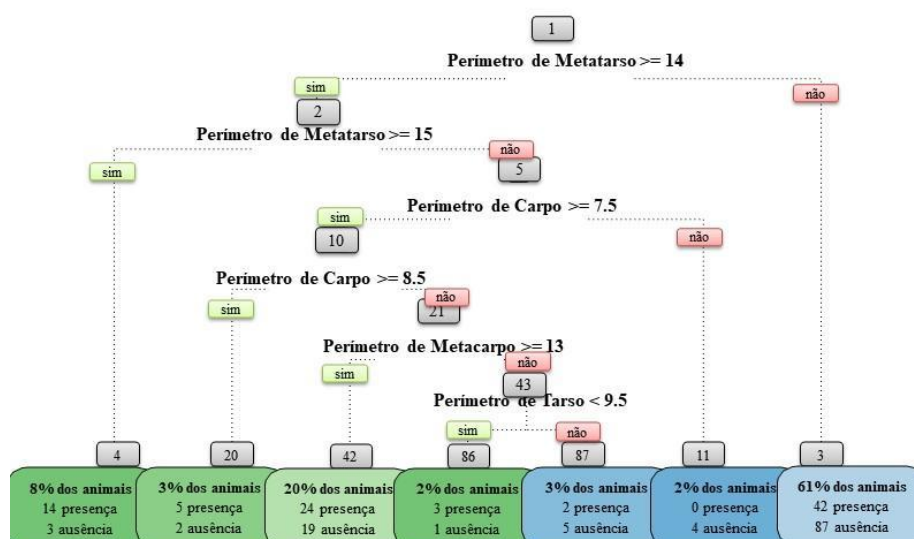 1
Perímetro de Metatarso >= 14
sim
não
2
Perímetro de Metatarso >= 15
sim
não
5
Perímetro de Carpo >= 7.5
sim
não
10
Perímetro de Carpo >= 8.5
sim
não
21
Perímetro de Metacarpo >= 13
sim
não
43
Perímetro de Tarso < 9.5
sim
não
4
20
42
86
87
11
3
8% dos animais
14 presença
3 ausência
3% dos animais
5 presença
2 ausência
20% dos animais
24 presença
19 ausência
2% dos animais
3 presença
1 ausência
3% dos animais
2 presença
5 ausência
2% dos animais
0 presença
4 ausência
61% dos animais
42 presença
87 ausência